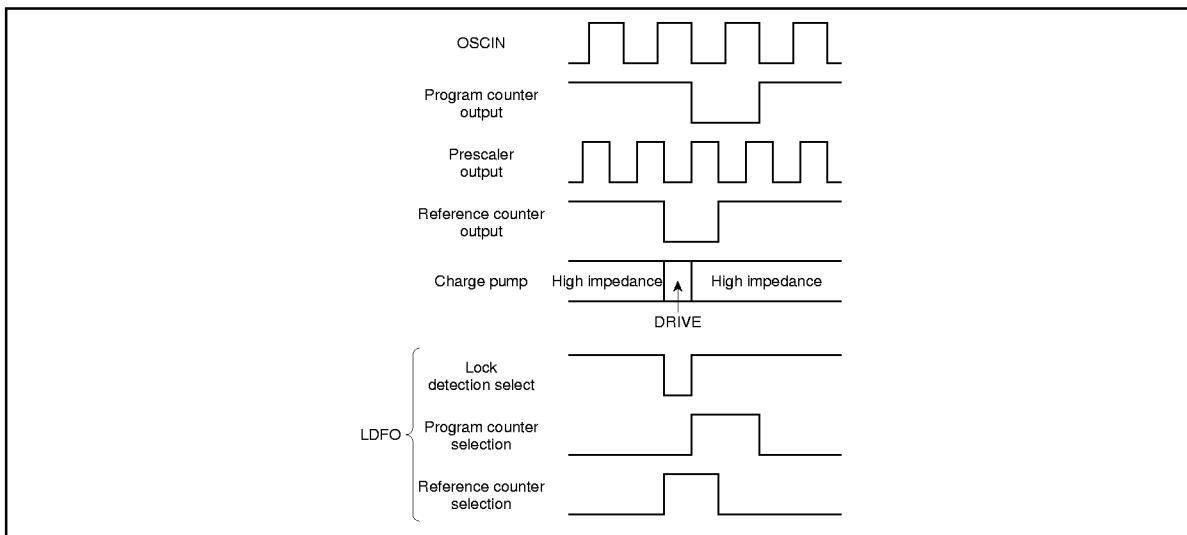 OSCIN
Program counter
output
Prescaler
output
Reference counter
output
Charge pump
High impedance
High impedance
DRIVE
LDFO
Lock
detection select
Program counter
selection
Reference counter
selection